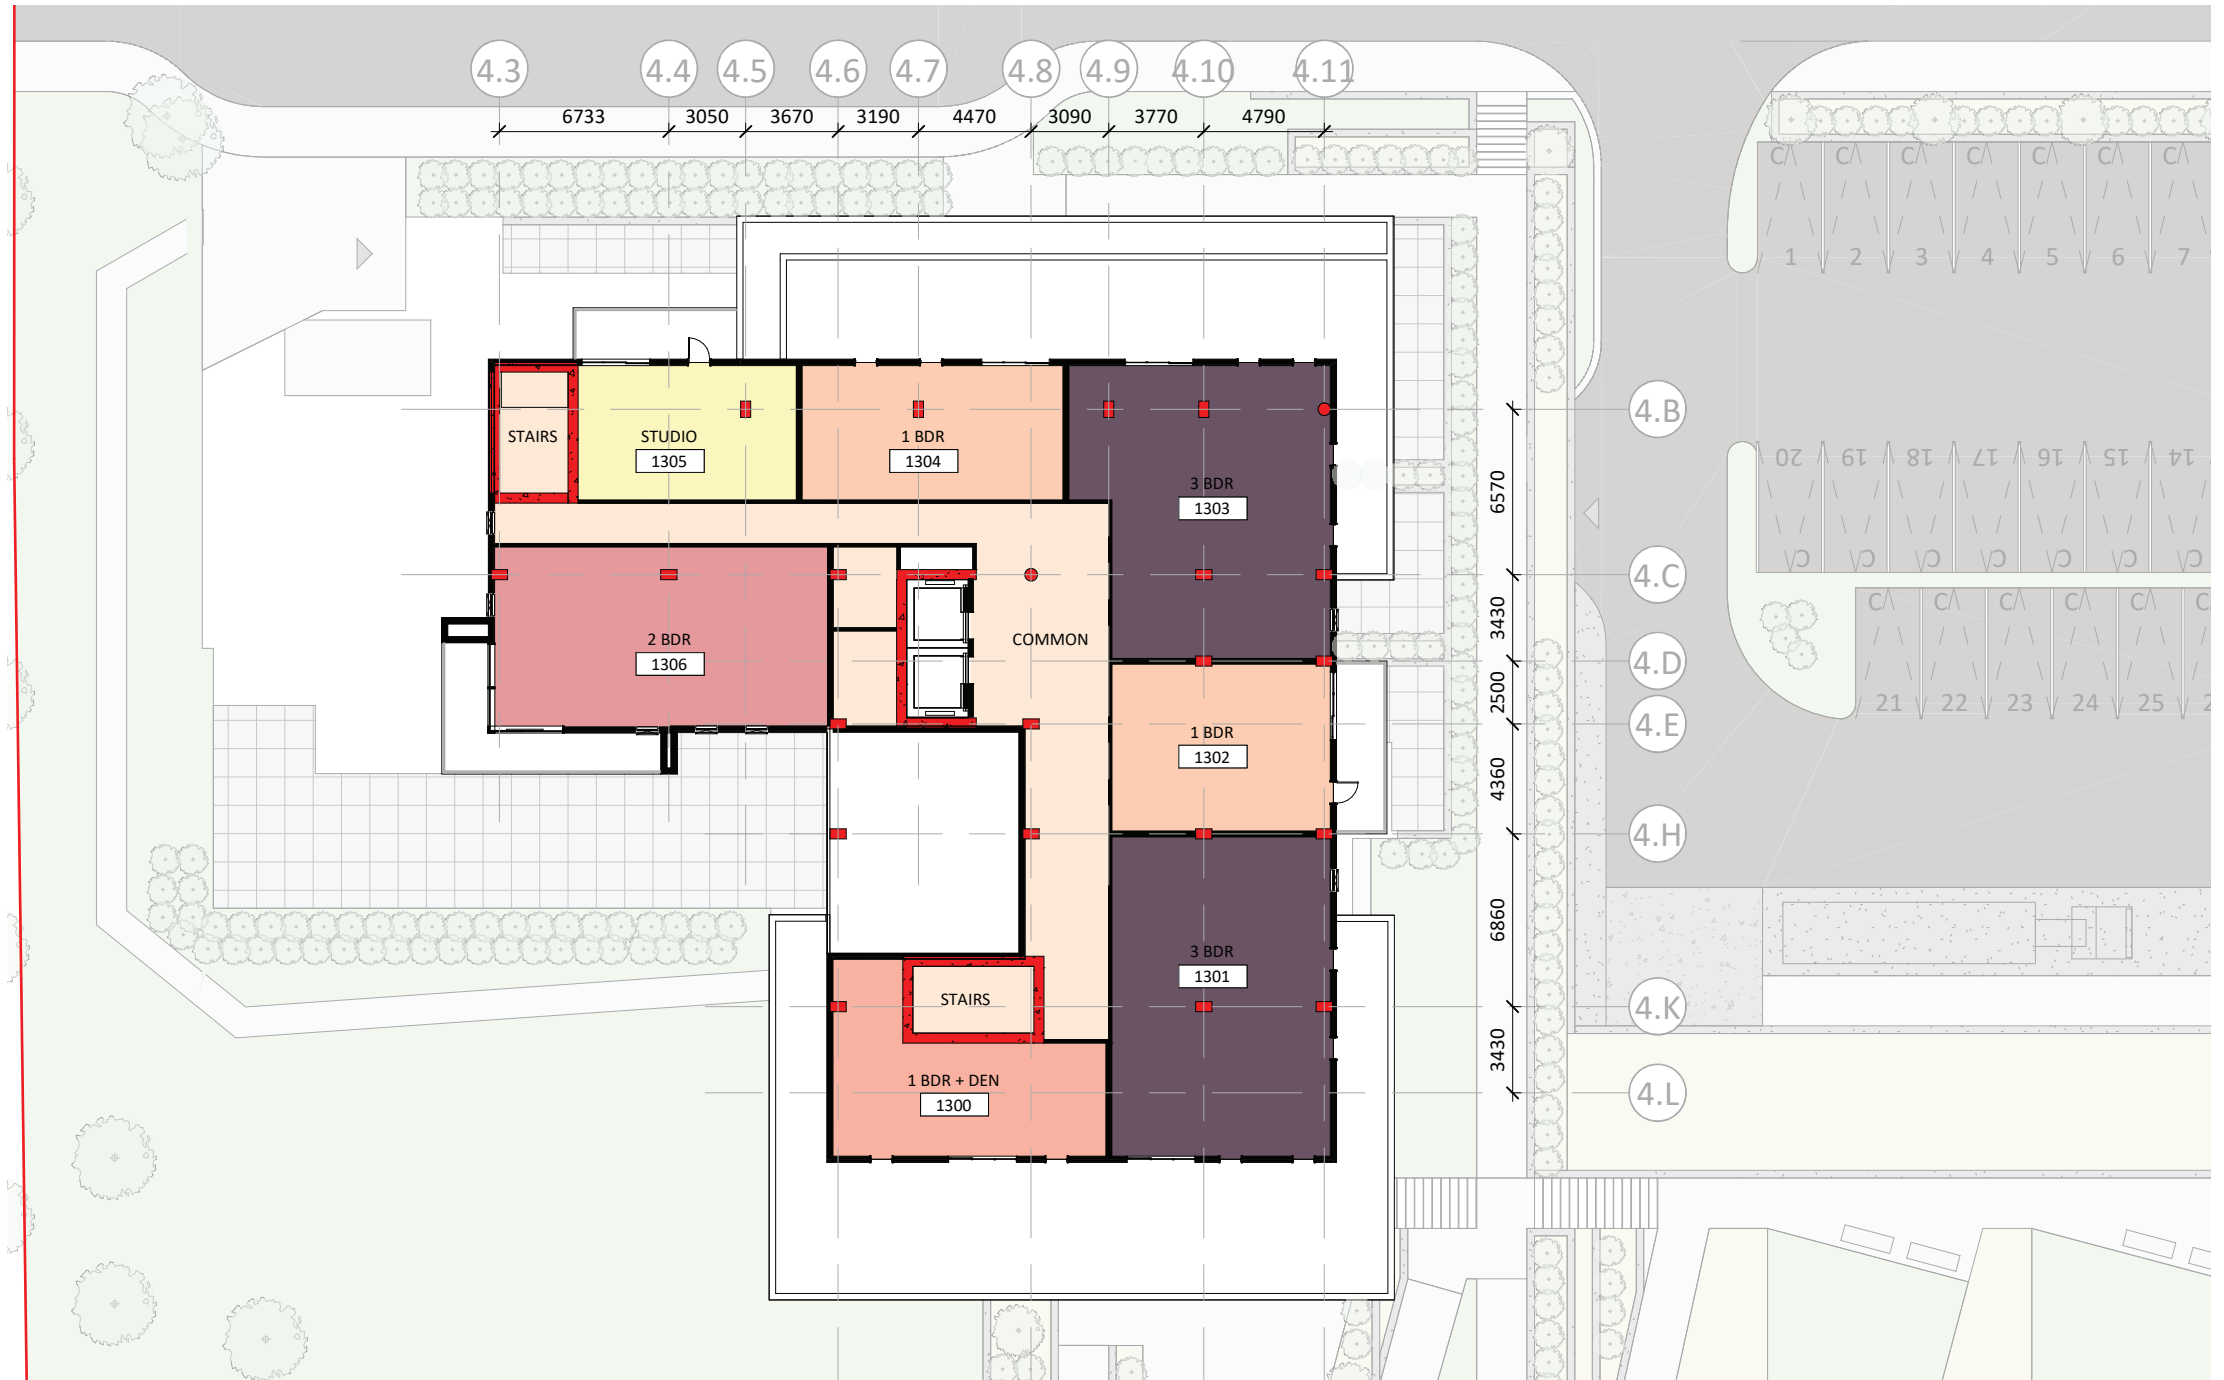 4.3 4.4 4.5 4.6 4.7 4.8 4.9 4.10 4.11
6733 3050 3670 3190 4470 3090 3770 4790
C C C C C C C
1 2 3 4 5 6 7
4.B
STAIRS
STUDIO
1305
1 BDR
1304
3 BDR
1303
6570
20 19 18 17 16 15 14
C C C C C C C
4.C
3430
C C C C C C
2 BDR
1306
COMMON
4.D
2500
21 22 23 24 25 2
4.E
1 BDR
1302
4360
4.H
6860
3 BDR
1301
STAIRS
4.K
3430
1 BDR + DEN
1300
4.L